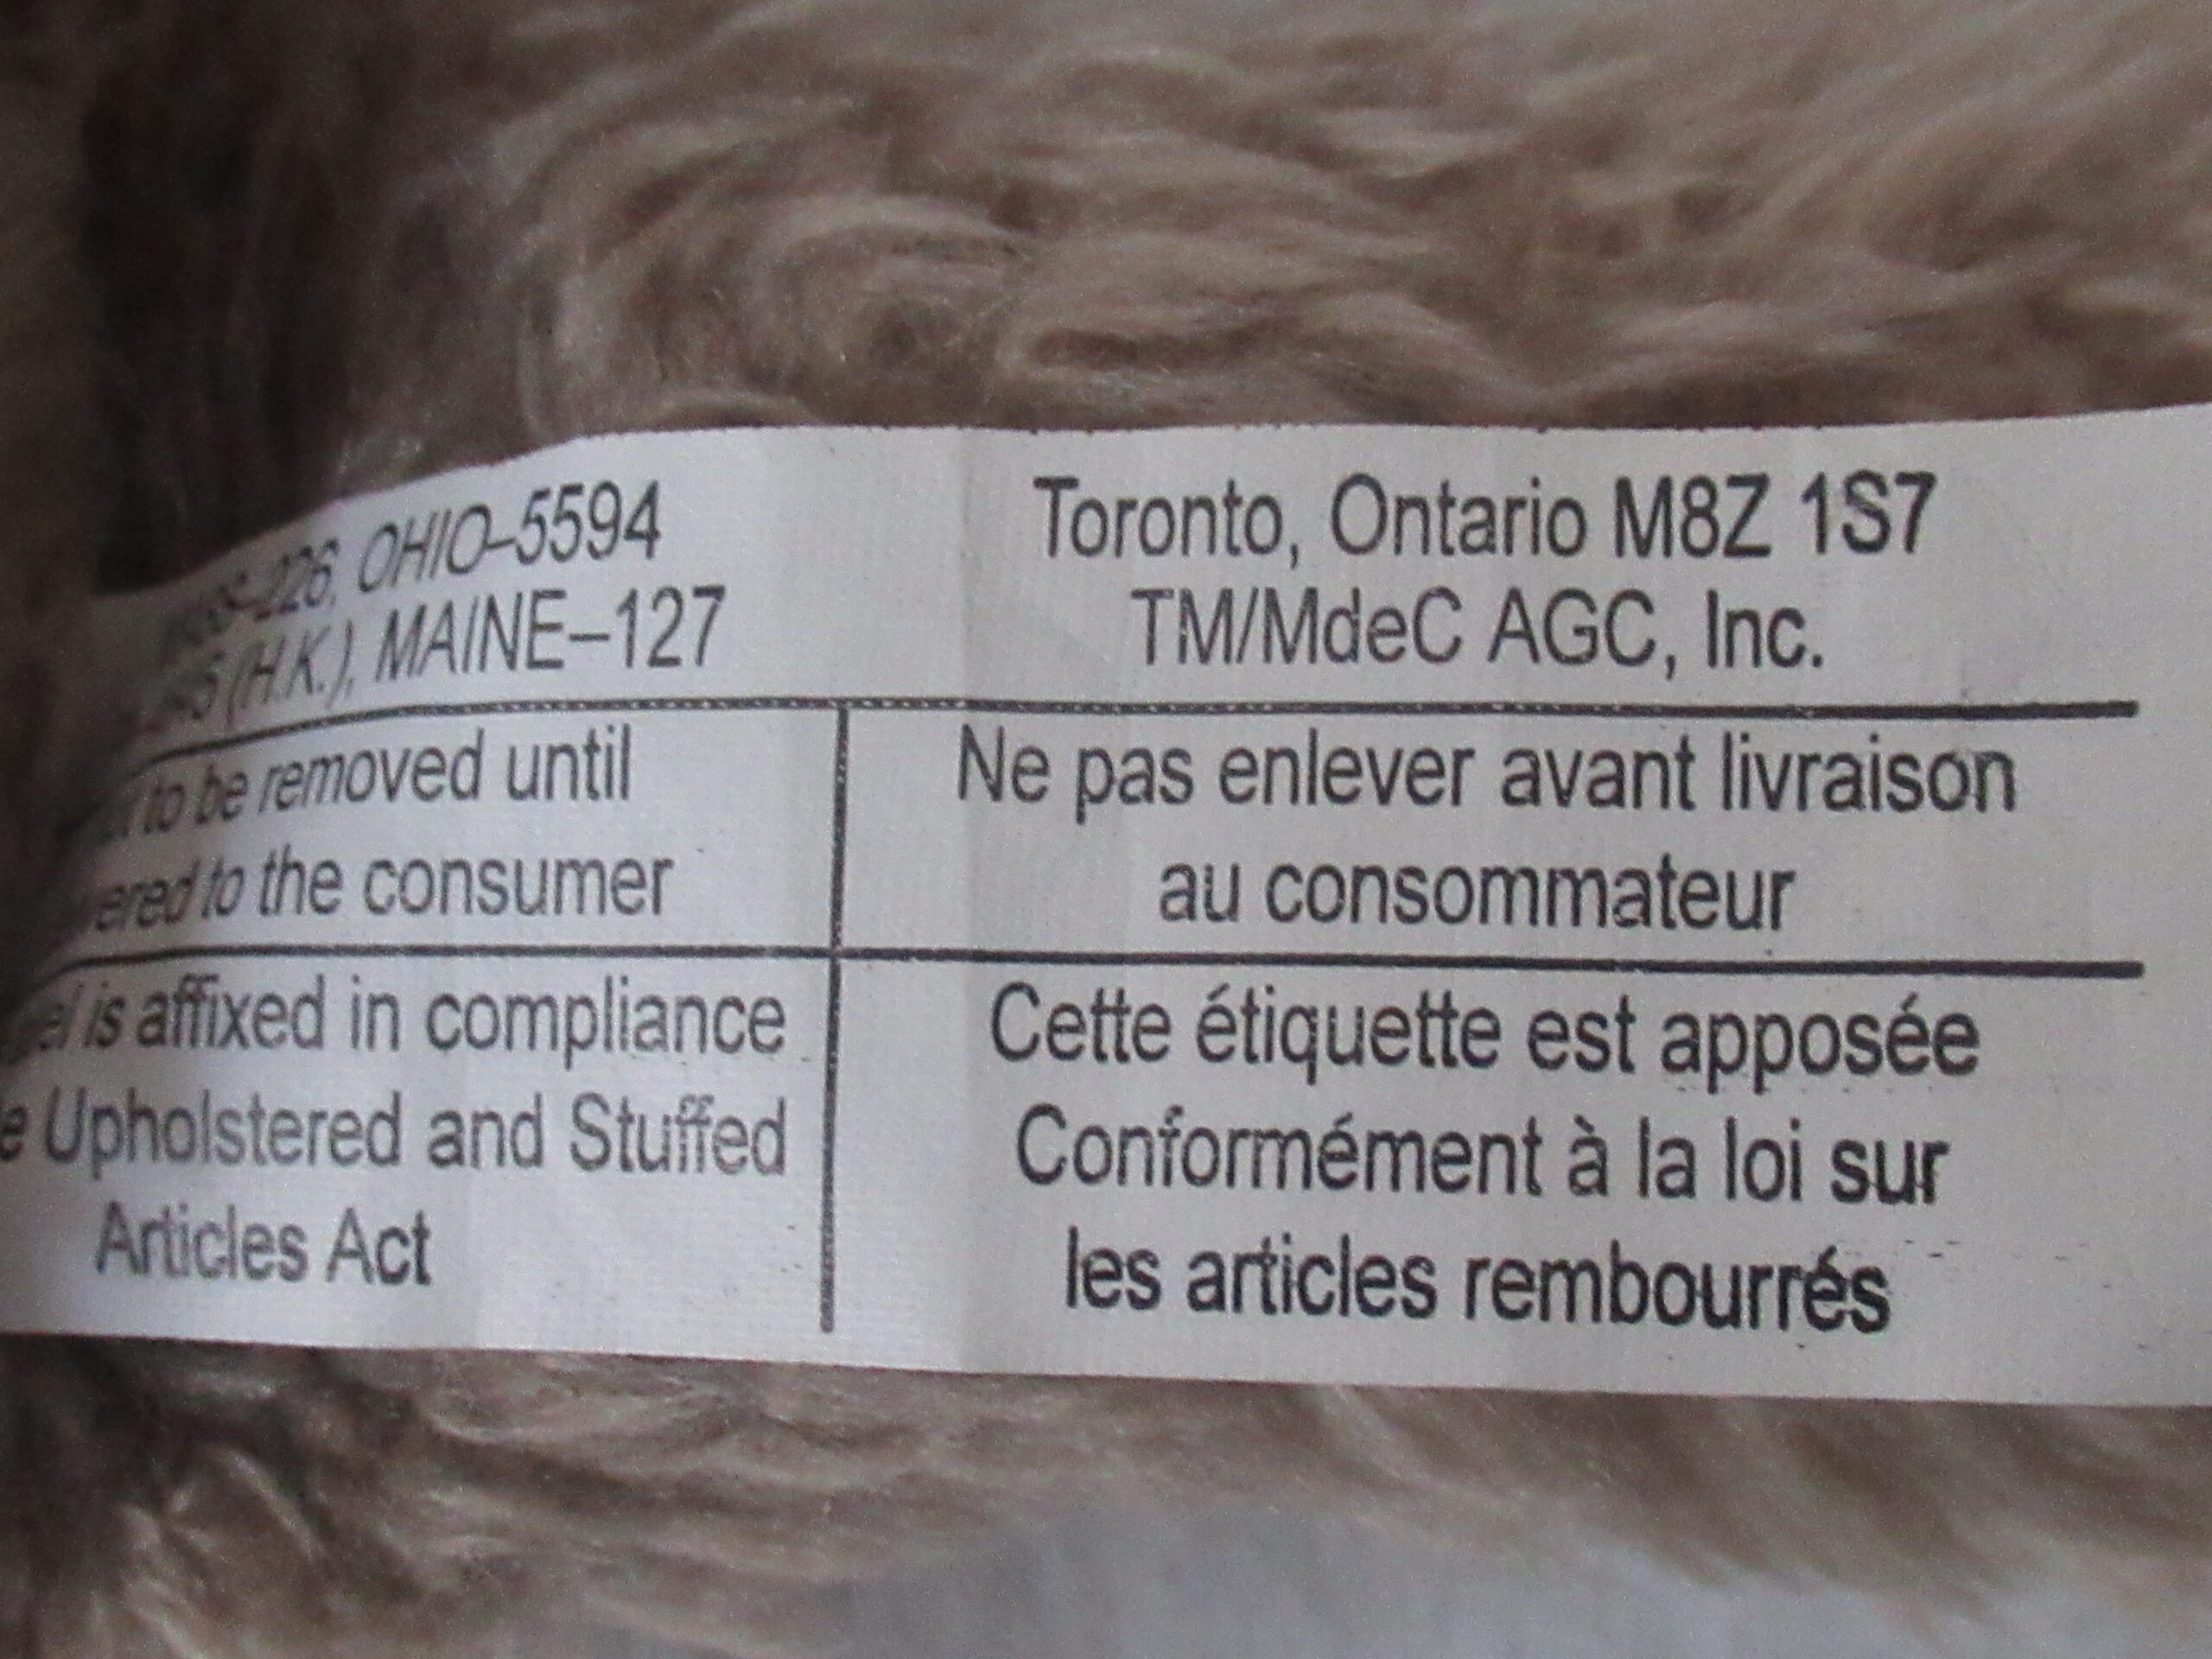 226, OHIO-5594
(H.K.), MAINE-127
to be removed until
to the consumer
is affixed in compliance
Upholstered and Stuffed
Articles Act
Toronto, Ontario M8Z 1S7
TM/MdeC AGC, Inc.
Ne pas enlever avant livraison
au consommateur
Cette étiquette est apposée
Conformément à la loi sur
les articles rembourrés